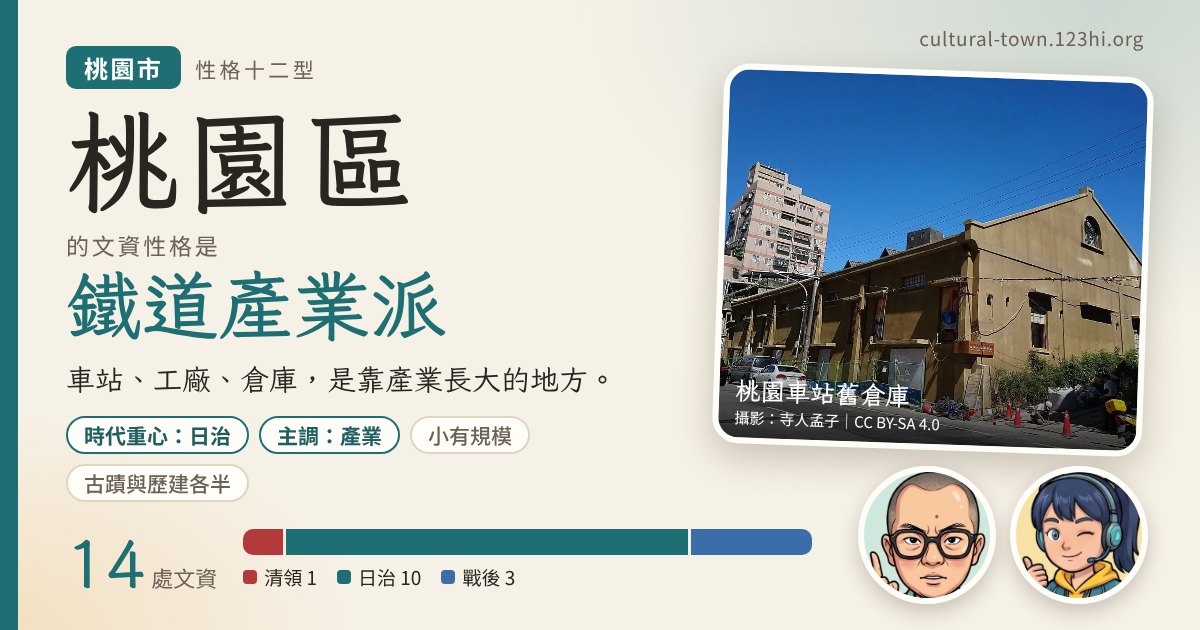 cultural-town.123hi.org
桃園市 性格十二型
桃園區
的文資性格是
鐵道產業派
車站、工廠、倉庫，是靠產業長大的地方。
時代重心：日治 主調：產業 小有規模
古蹟與歷建各半
14 處文資
清領 1 日治 10 戰後 3
桃園車站舊倉庫
攝影：寺人孟子｜CC BY-SA 4.0